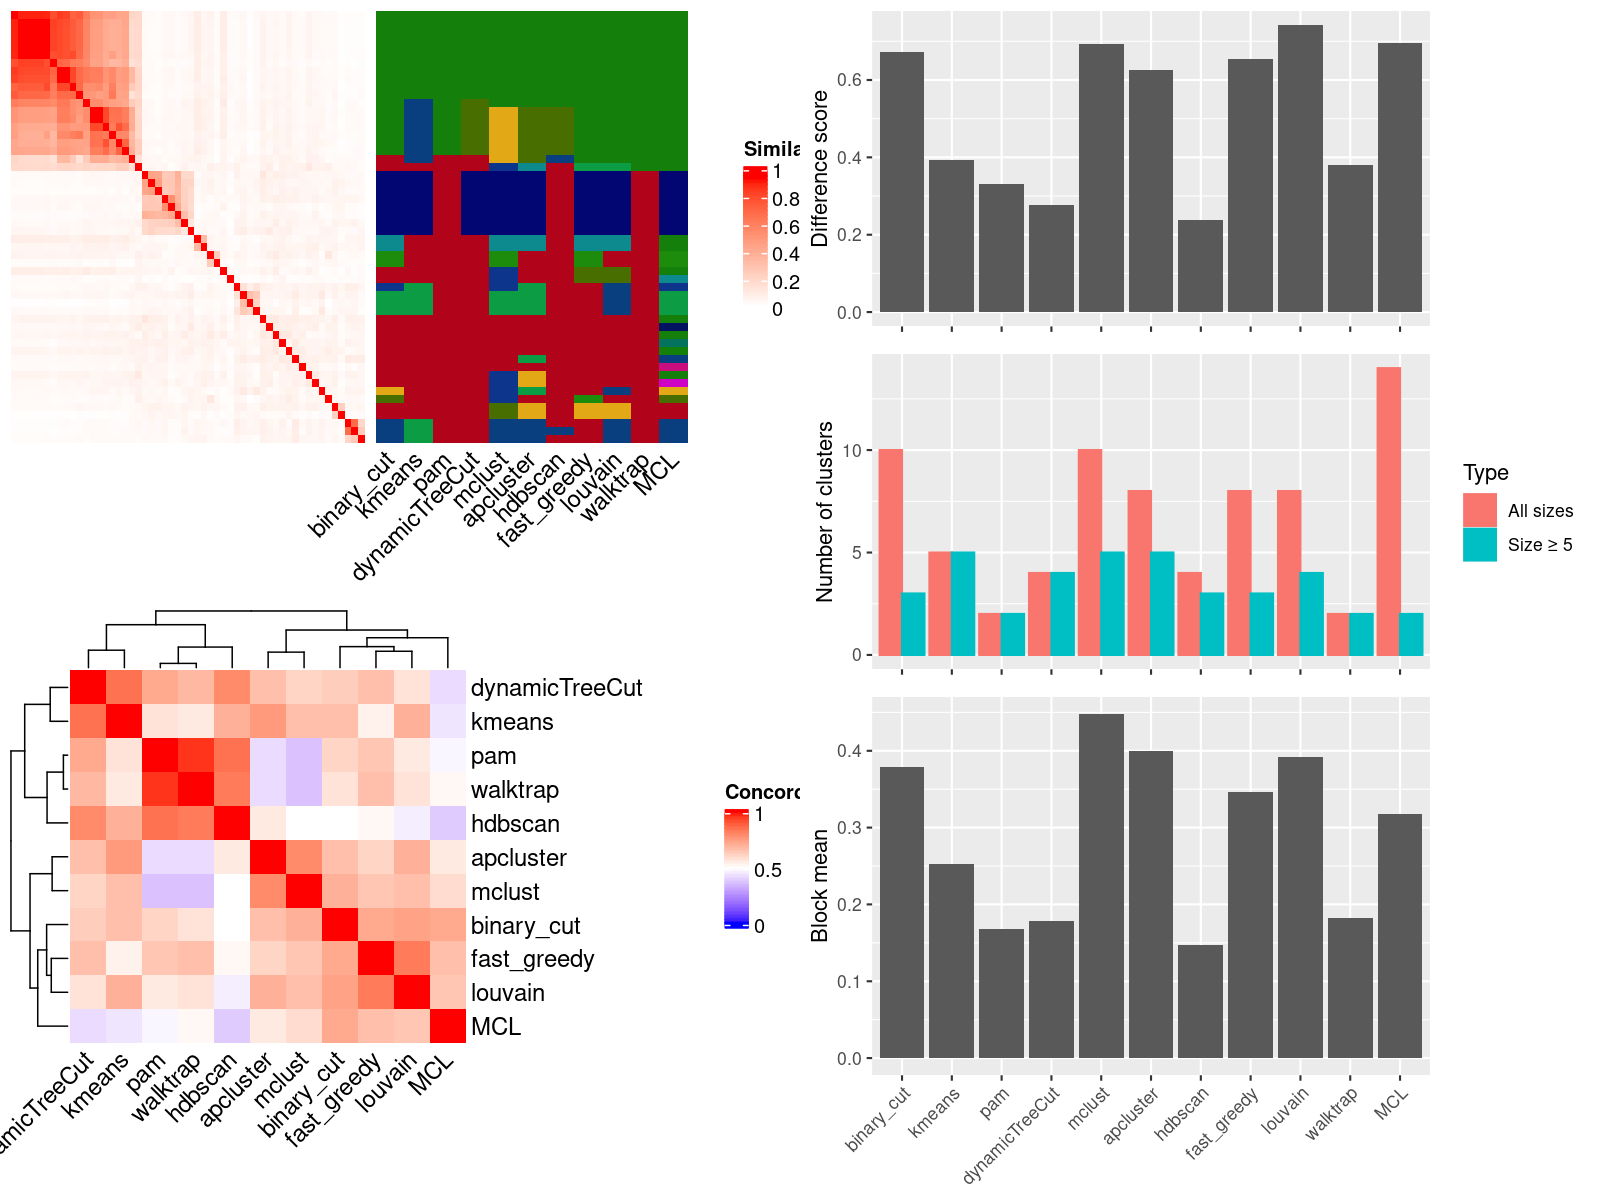 Simila
1
0.8
0.6
0.4
0.2
0
binary_cut
kmeans
pam
dynamicTreeCut
mclust
apcluster
hdbscan
fast_greedy
louvain
walktrap
MCL
dynamicTreeCut
kmeans
pam
walktrap
hdbscan
apcluster
mclust
binary_cut
fast_greedy
louvain
MCL
amicTreeCut
kmeans
pam
walktrap
hdbscan
apcluster
mclust
binary_cut
fast_greedy
louvain
MCL
Concord
1
0.5
0
Difference score
0.6
0.4
0.2
0.0
Number of clusters
10
5
0
Type
All sizes
Size ≥ 5
Block mean
0.4
0.3
0.2
0.1
0.0
binary_cut
kmeans
pam
dynamicTreeCut
mclust
apcluster
hdbscan
fast_greedy
louvain
walktrap
MCL